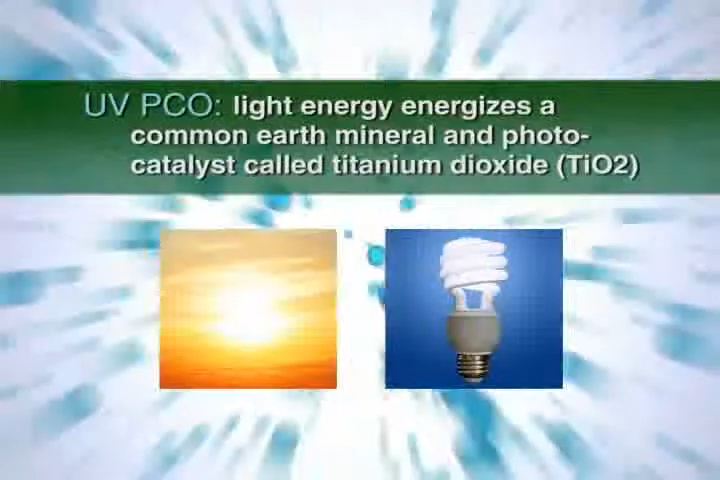 UV PCO: light energy energizes a
common earth mineral and photo-
catalyst called titanium dioxide (TiO2)